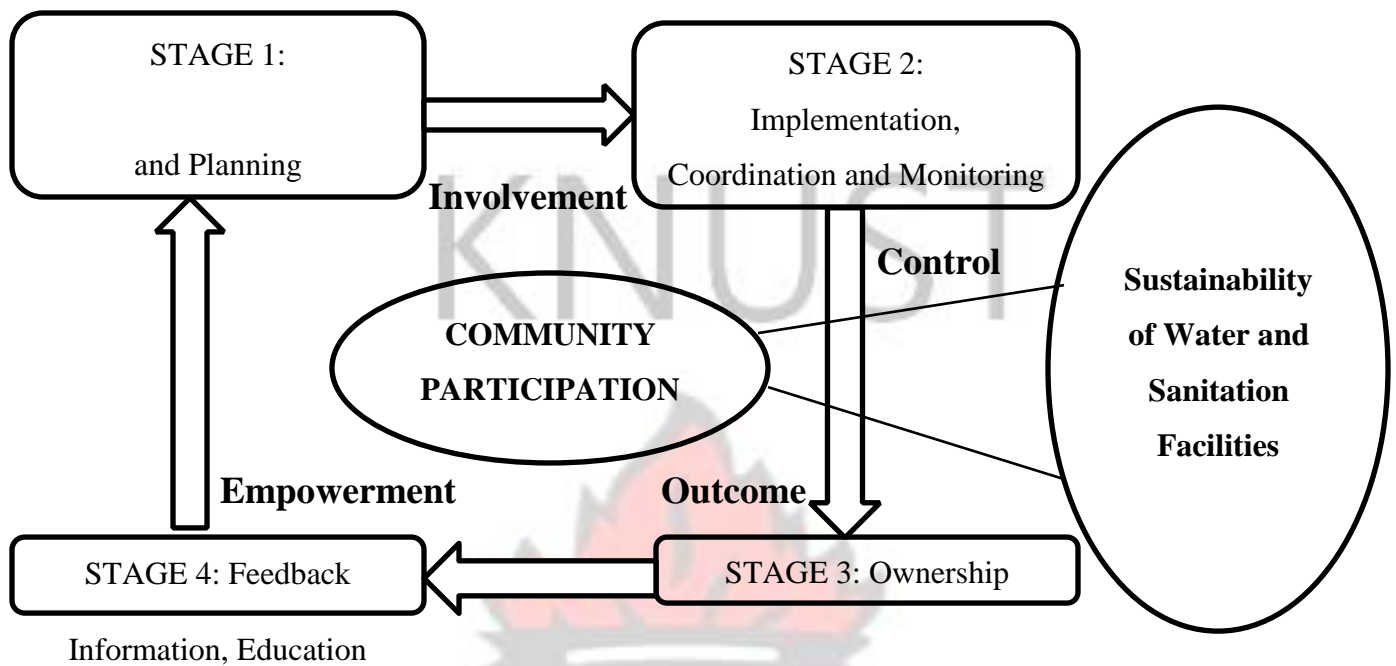 STAGE 1:
and Planning
STAGE 2:
Implementation,
Coordination and Monitoring
Involvement
KNUST
Control
COMMUNITY
PARTICIPATION
Sustainability
of Water and
Sanitation
Facilities
Empowerment
Outcome
STAGE 4: Feedback
STAGE 3: Ownership
Information, Education